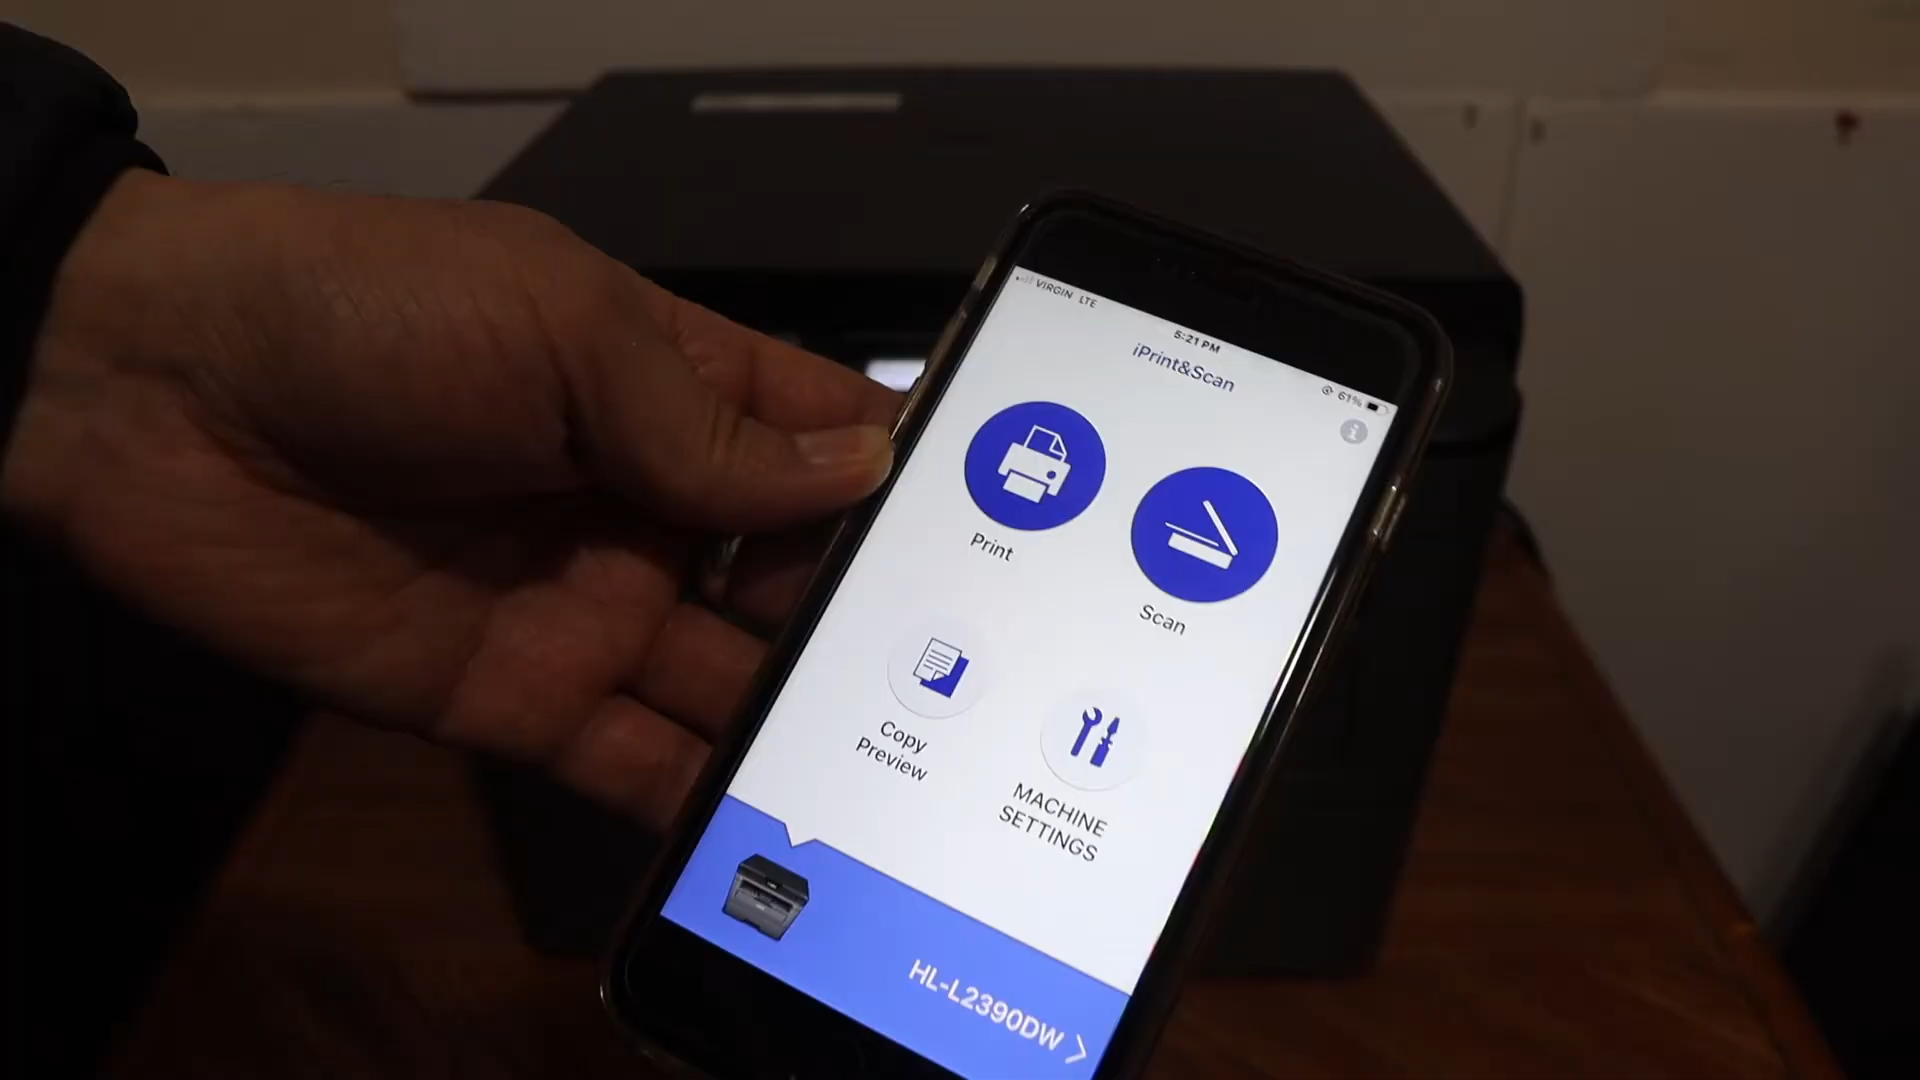 VIRGIN LTE
5:21 PM
61%
iPrint&Scan
Print
Scan
Copy
Preview
MACHINE
SETTINGS
HL-L2390DW